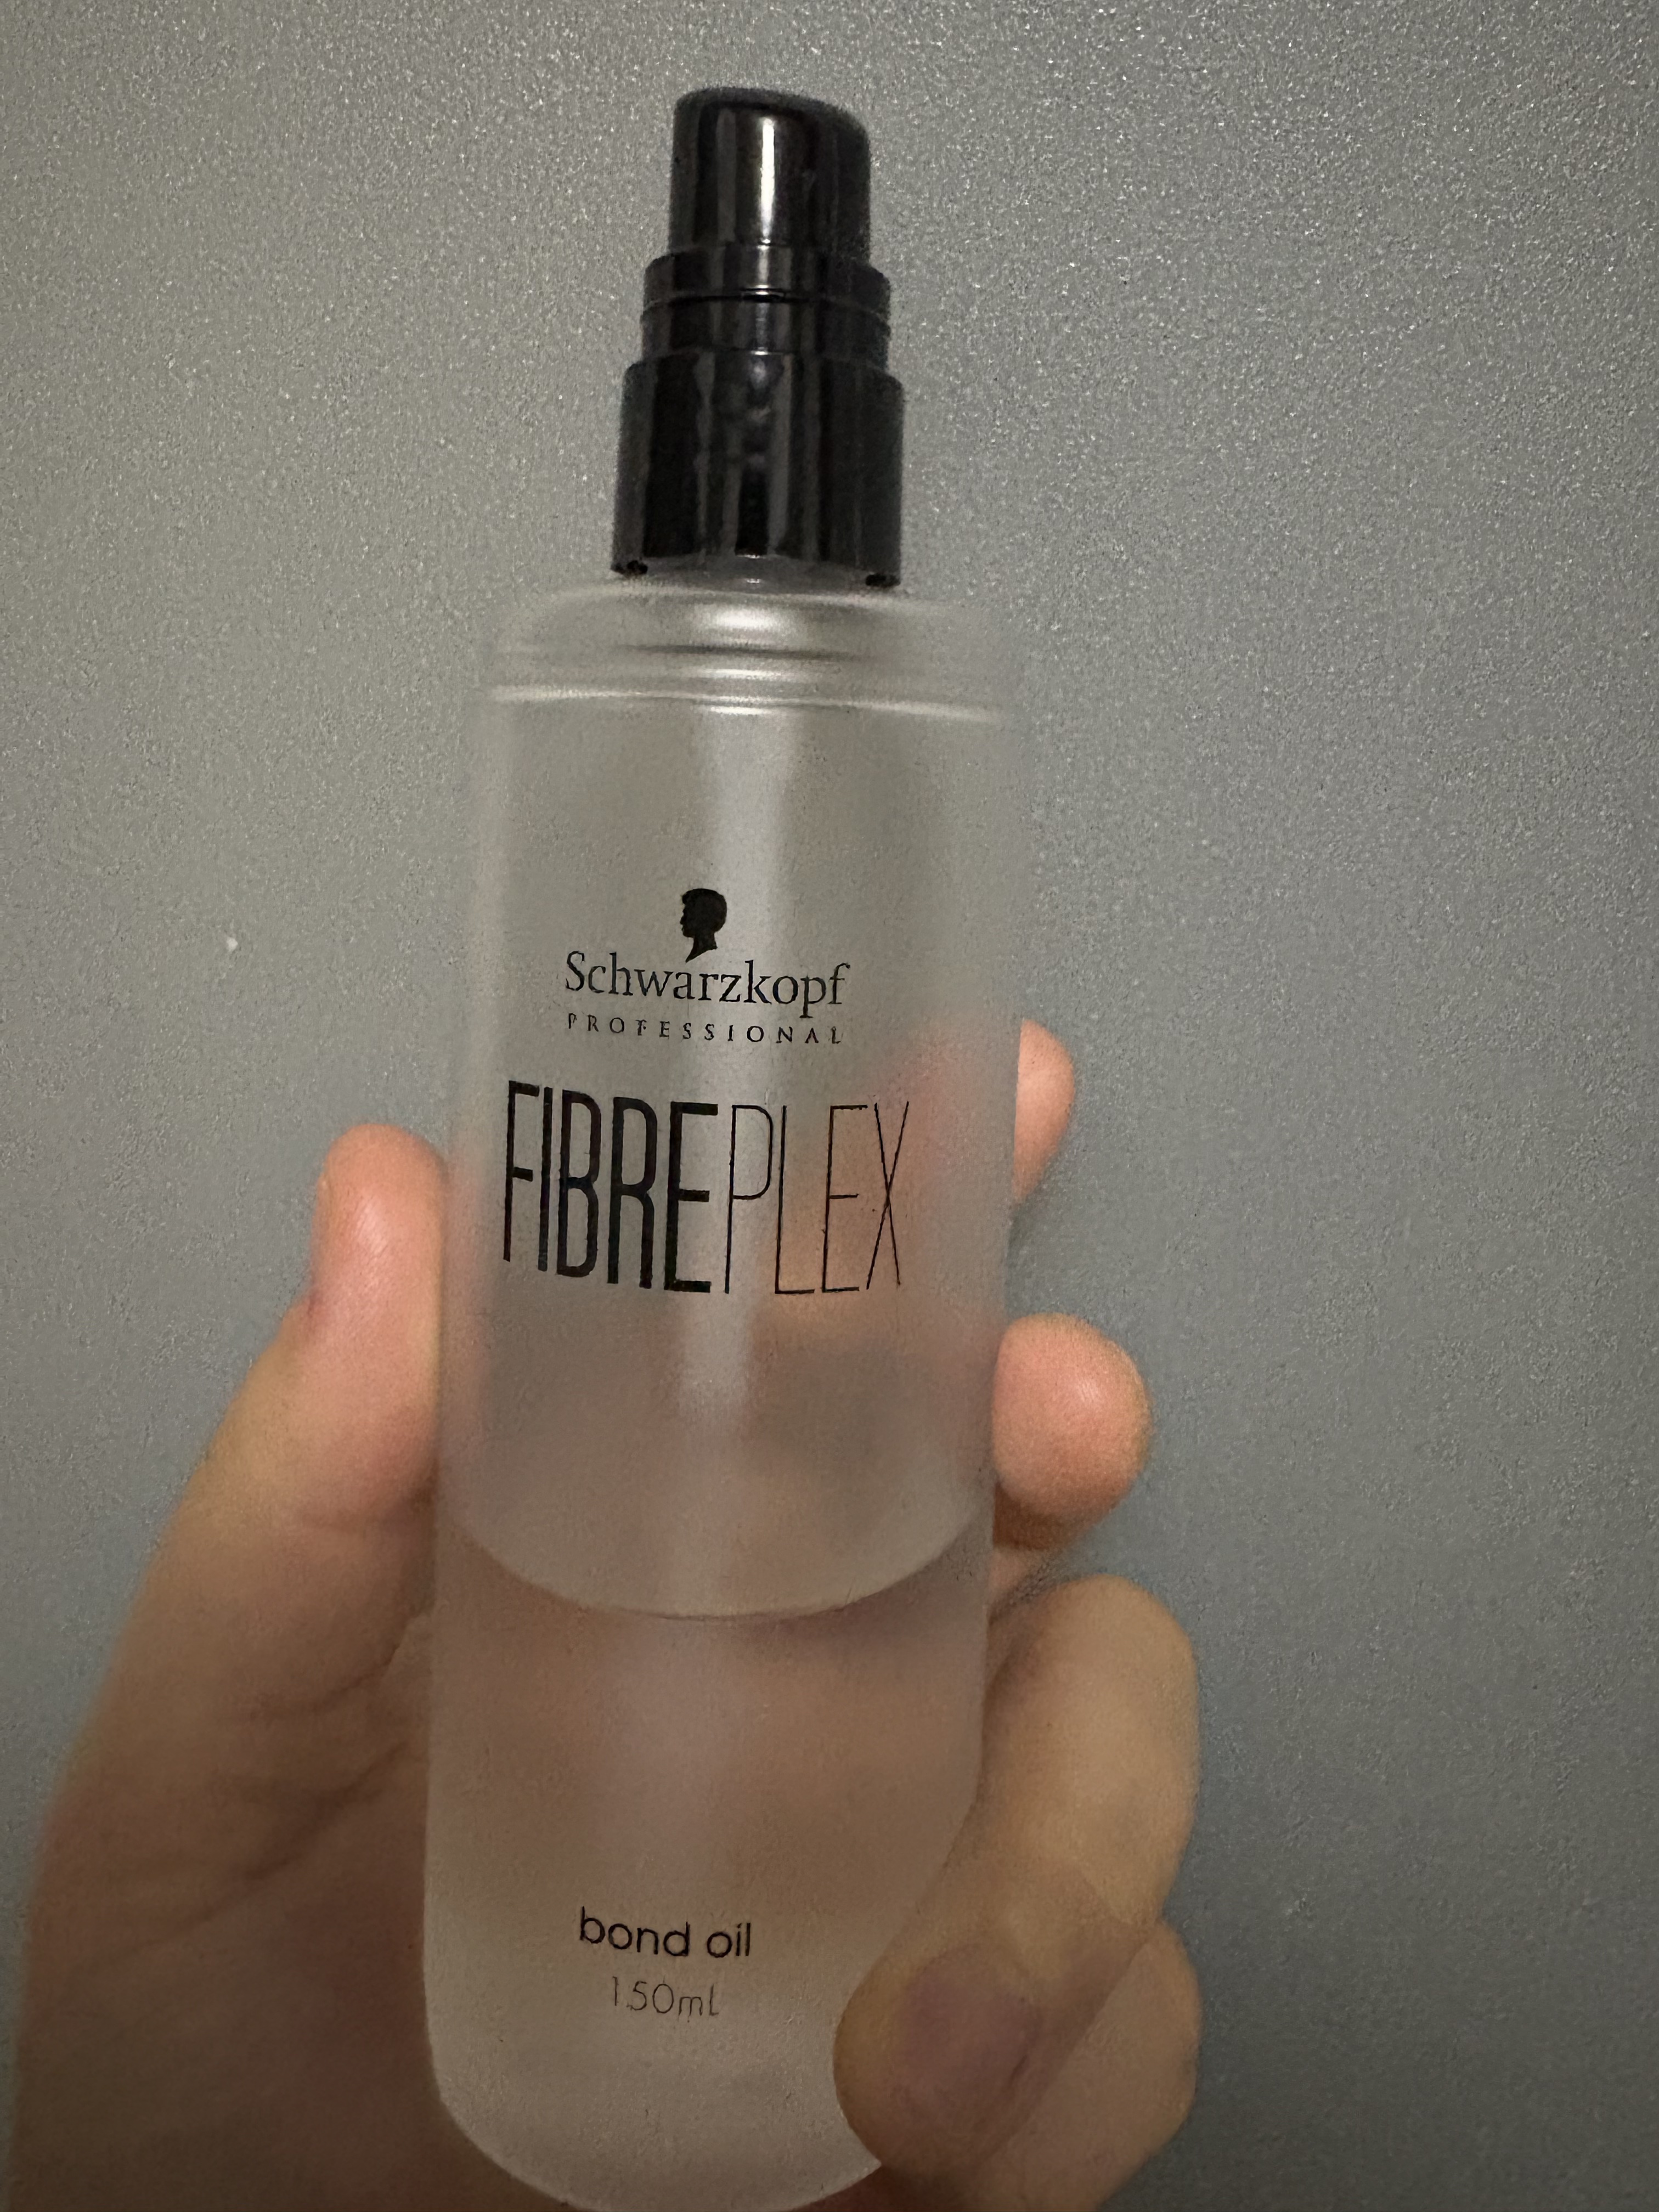 Schwarzkopf
PROFESSIONAL
FIBREPLEX
bond oil
150mL